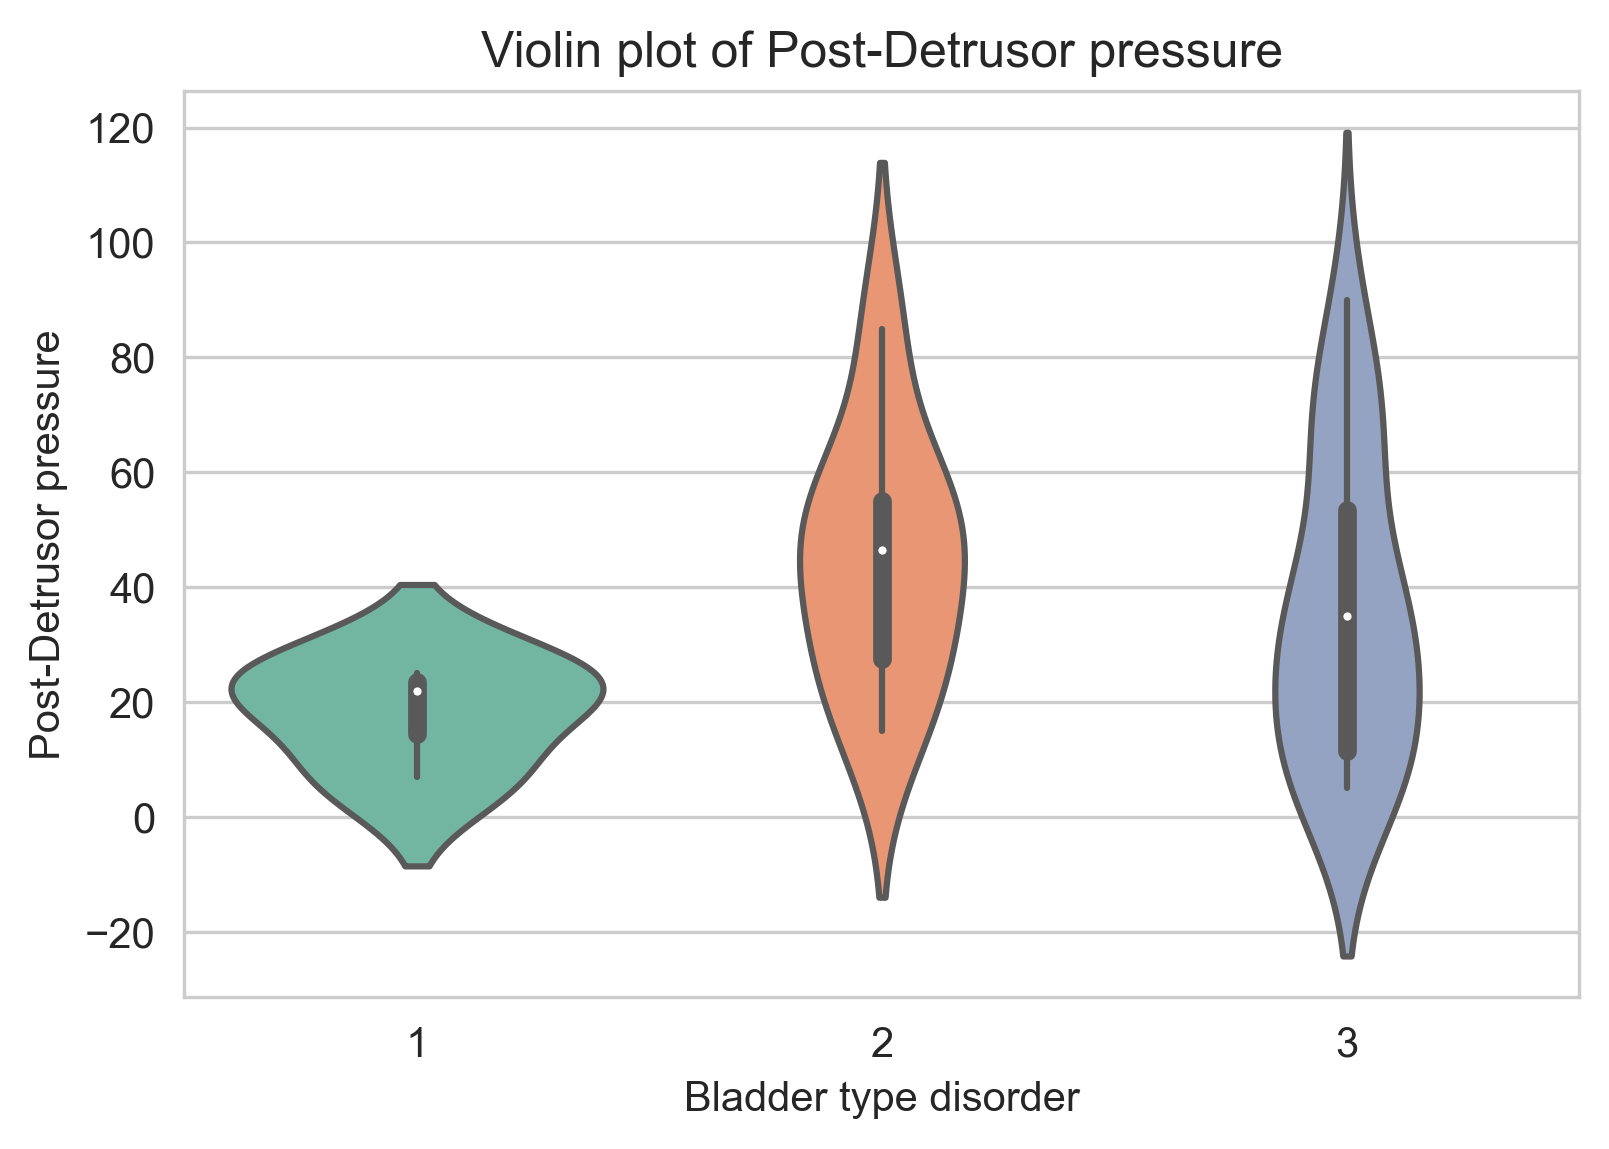 Violin plot of Post-Detrusor pressure
120
100
80
60
40
20
0
−20
Post-Detrusor pressure
1 2 3
Bladder type disorder